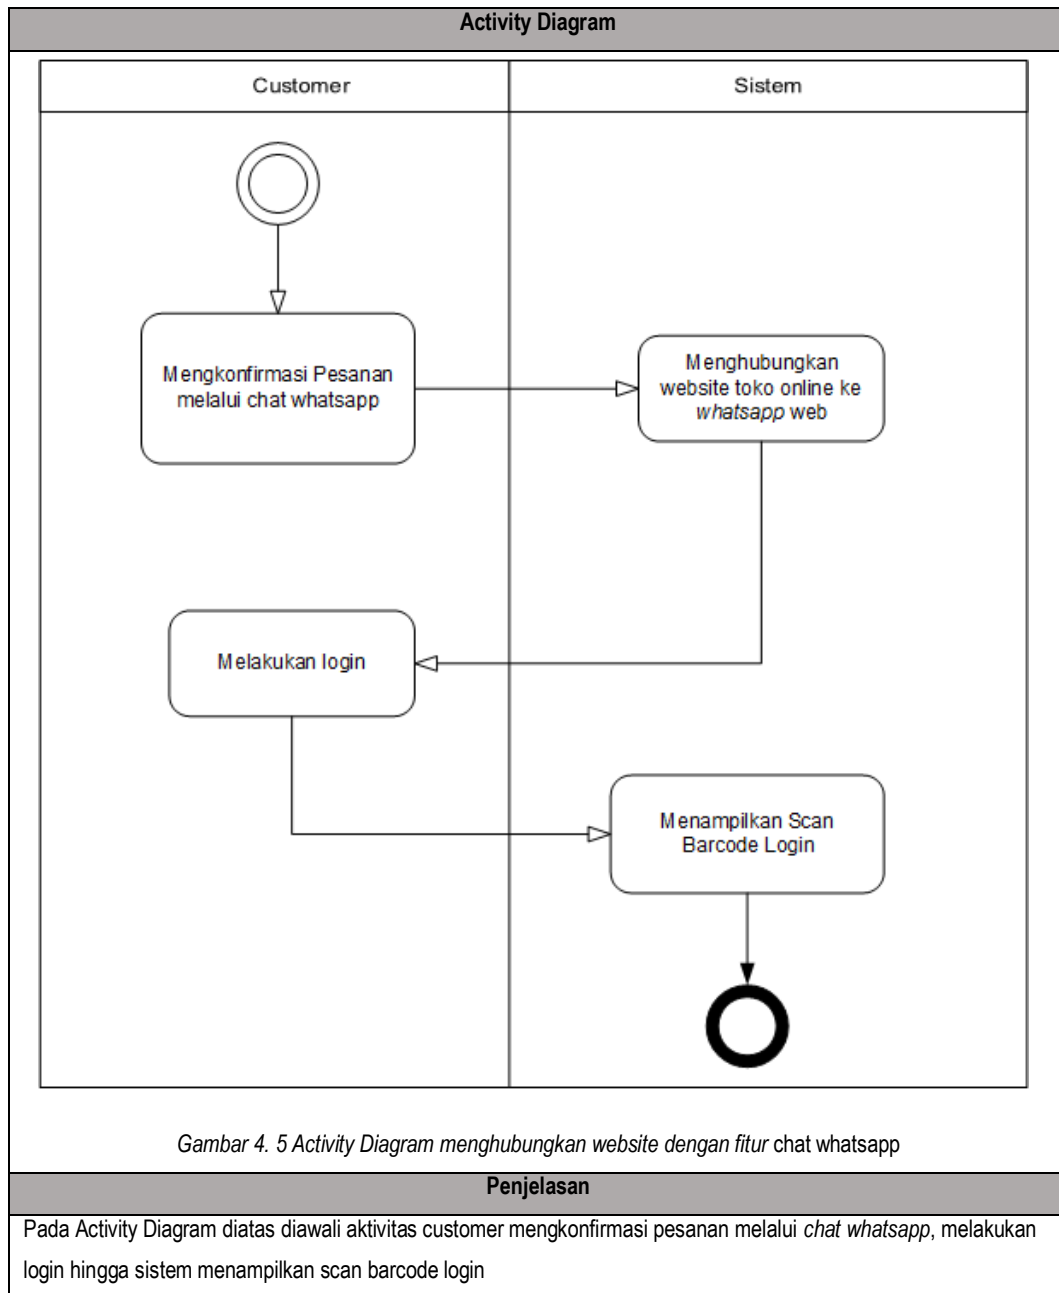 Activity Diagram
Customer
Sistem
Mengkonfirmasi Pesanan
melalui chat whatsapp
Menghubungkan
website toko online ke
whatsapp web
Melakukan login
Menampilkan Scan
Barcode Login
Gambar 4. 5 Activity Diagram menghubungkan website dengan fitur chat whatsapp
Penjelasan
Pada Activity Diagram diatas diawali aktivitas customer mengkonfirmasi pesanan melalui chat whatsapp, melakukan
login hingga sistem menampilkan scan barcode login